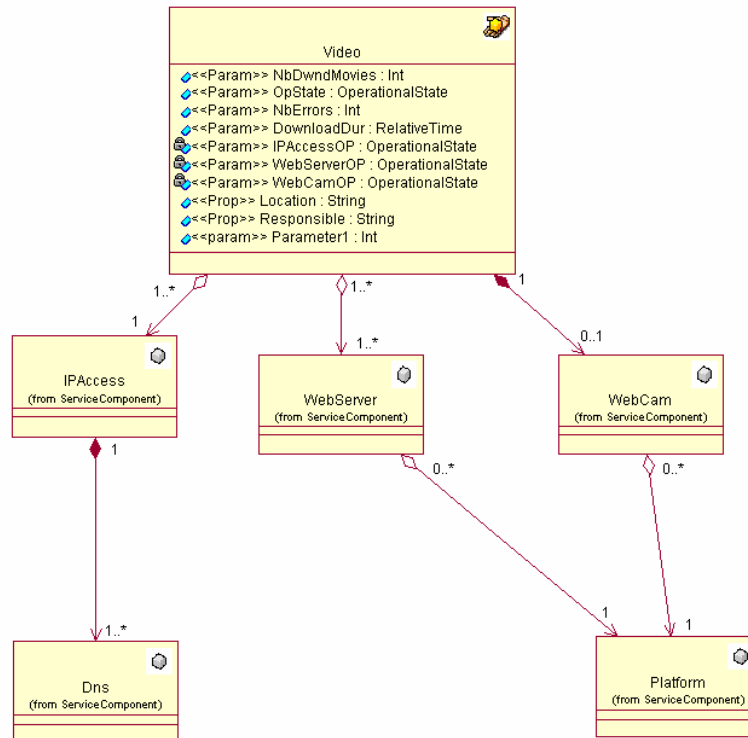 Video
<<Param>> NbDwndMovies : Int
<<Param>> OpState : OperationalState
<<Param>> NbErrors : Int
<<Param>> DownloadDur : RelativeTime
<<Param>> IPAccessOP : OperationalState
<<Param>> WebServerOP : OperationalState
<<Param>> WebCamOP : OperationalState
<<Prop>> Location : String
<<Prop>> Responsible : String
<<param>> Parameter1 : Int
1..*
1..*
1
1
1..*
0..1
IPAccess
(from ServiceComponent)
WebServer
(from ServiceComponent)
WebCam
(from ServiceComponent)
1
0..*
0..*
1..*
1
1
Dns
(from ServiceComponent)
Platform
(from ServiceComponent)